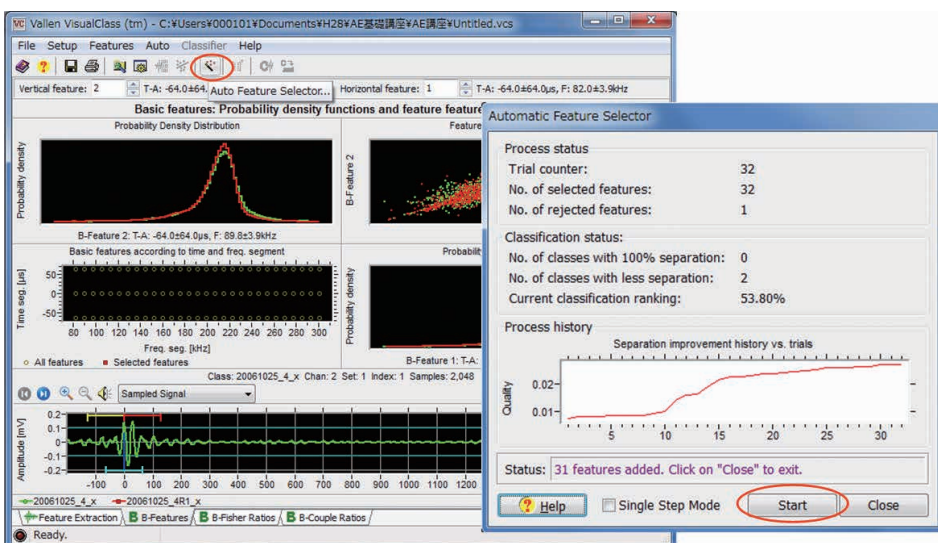 Vallen VisualClass (tm) - C:¥Users¥000101¥Documents¥H28¥AE基礎講座¥AE講座¥Untitled.vcs
File Setup Features Auto Classifier Help
Vertical feature: 2 T-A: -64.0±64. Auto Feature Selector... Horizontal feature: 1 T-A: -64.0±64.0µs, F: 82.0±3.9kHz
Basic features: Probability density functions and feature feature
Probability Density Distribution
Feature
Probability density
B-Feature 2
B-Feature 2: T-A: -64.0±64.0µs, F: 89.8±3.9kHz
Basic features according to time and freq. segment
Probabilit
Time seg. [µs]
50
0
-50
80 100 120 140 160 180 200 220 240 260 280 300
Freq. seg. [kHz]
All features Selected features
Probability density
B-Feature 1: T-A:
Class: 20061025_4_x Chan: 2 Set: 1 Index: 1 Samples: 2,048
Sampled Signal
Amplitude [mV]
0.2
0.1
-0.1
-0.2
-100 0 100 200 300 400 500 600 700 800 900 1000 1100 1200
20061025_4_x 20061025_4R1_x
Feature Extraction B B-Features B B-Fisher Ratios B B-Couple Ratios
Ready.
Automatic Feature Selector
Process status
Trial counter: 32
No. of selected features: 32
No. of rejected features: 1
Classification status:
No. of classes with 100% separation: 0
No. of classes with less separation: 2
Current classification ranking: 53.80%
Process history
Separation improvement history vs. trials
Quality
0.02
0.01
5 10 15 20 25 30
Status: 31 features added. Click on "Close" to exit.
Help Single Step Mode Start Close